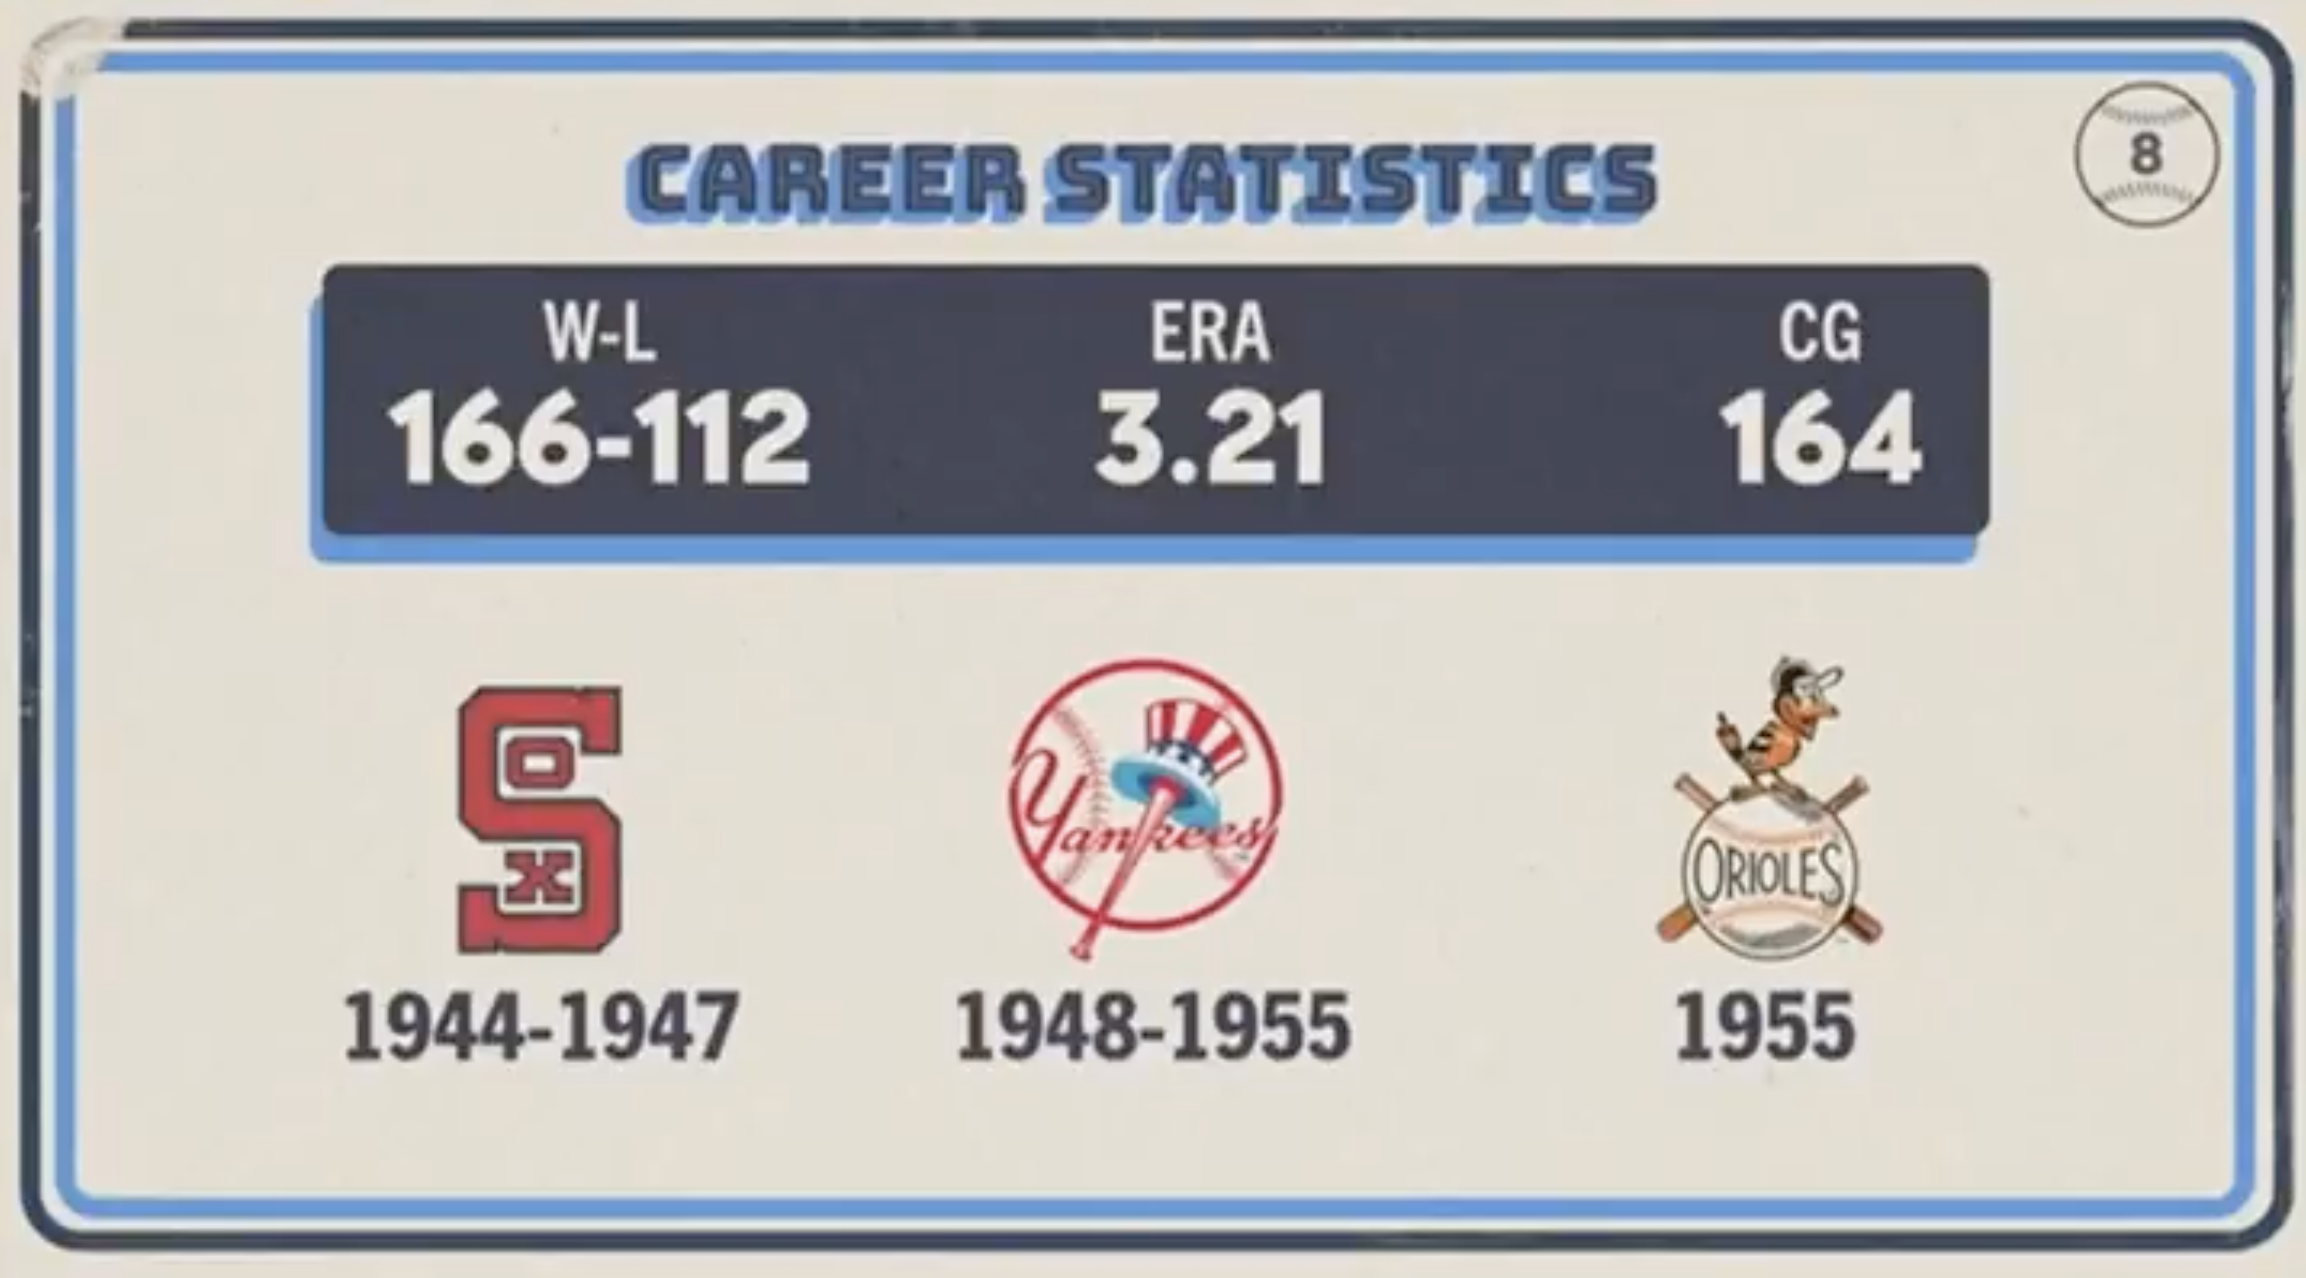 CAREER STATISTICS
8
W-L ERA CG
166-112 3.21 164
SOX Yankees ORIOLES
1944-1947 1948-1955 1955